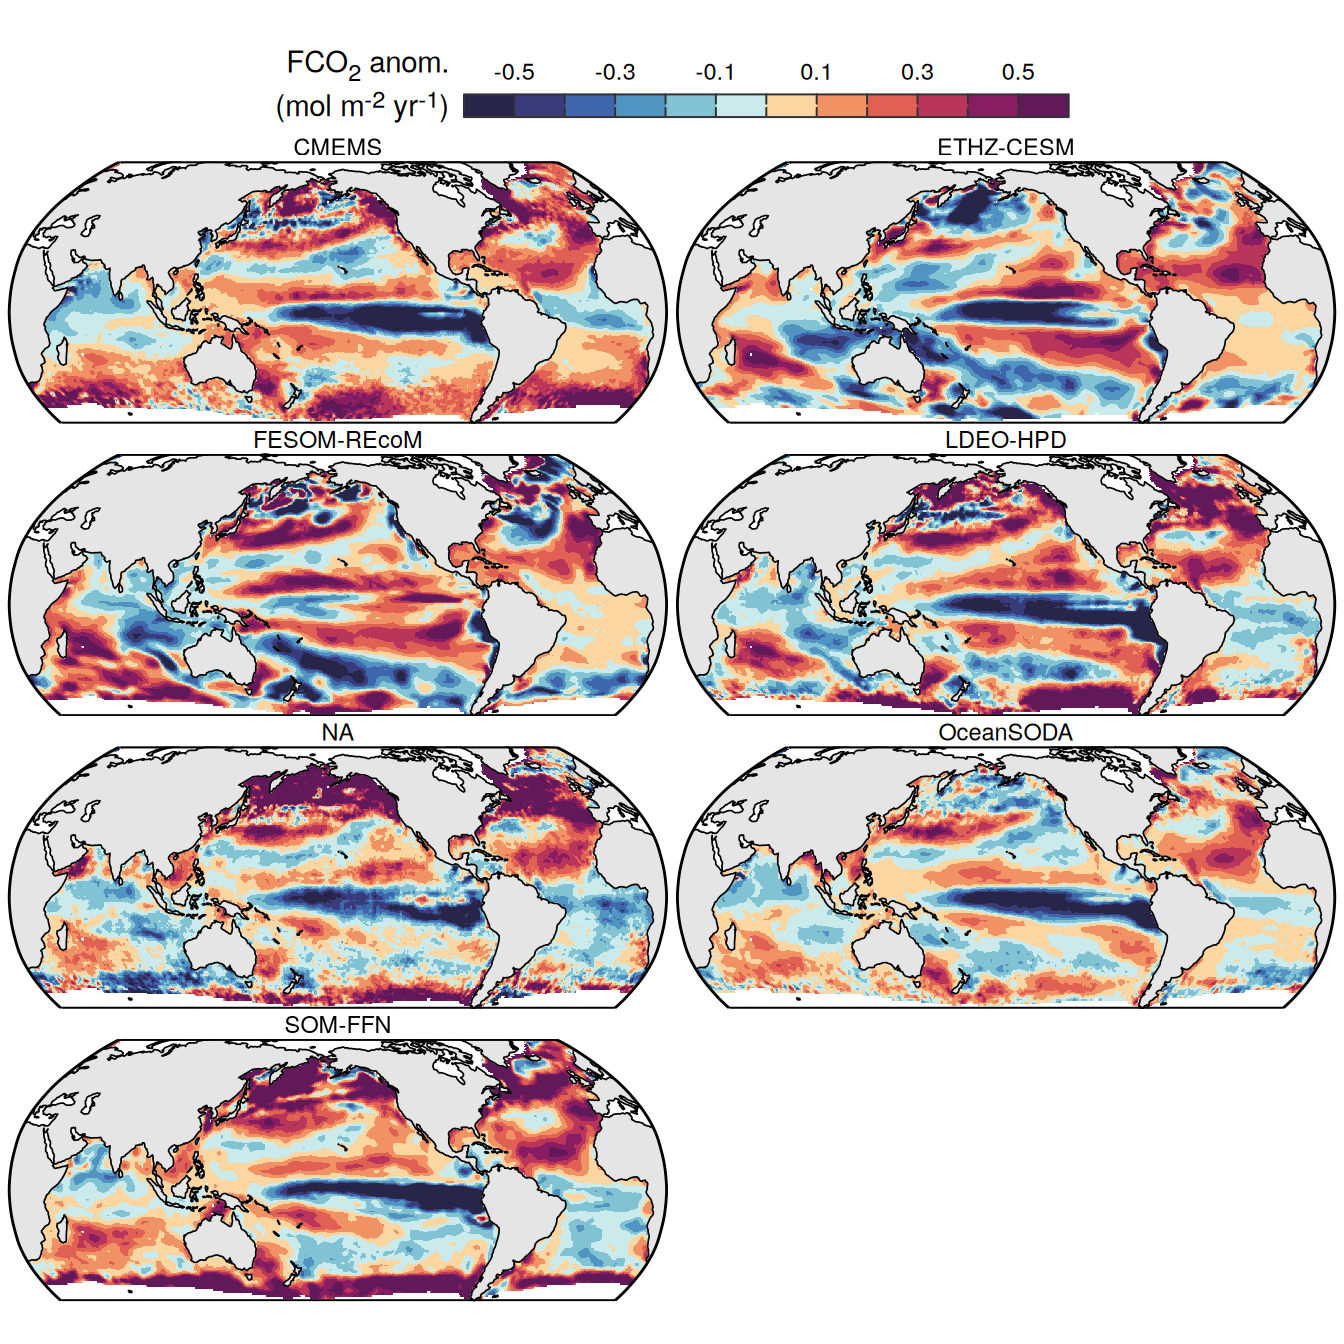 FCO2 anom.
(mol m-2 yr-1)
-0.5 -0.3 -0.1 0.1 0.3 0.5
CMEMS
ETHZ-CESM
FESOM-REcoM
LDEO-HPD
NA
OceanSODA
SOM-FFN